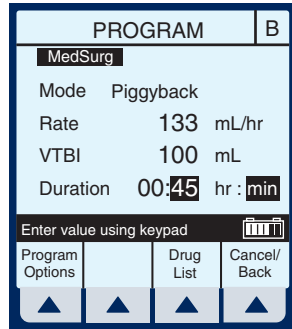 PROGRAM B
MedSurg
Mode Piggyback
Rate 133 mL/hr
VTBI 100 mL
Duration 00:45 hr : min
Enter value using keypad
Program Options
Drug List
Cancel/ Back